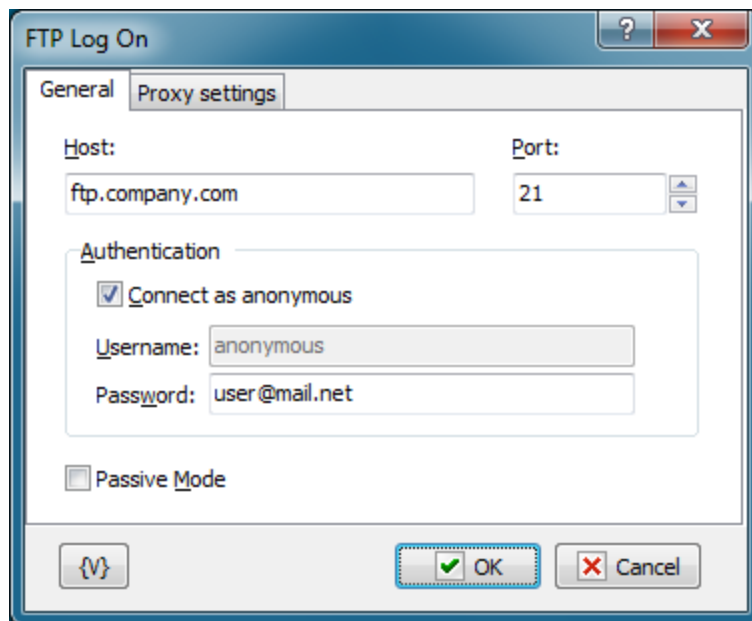 FTP Log On
?
General
Proxy settings
Host:
Port:
ftp.company.com
21
Authentication
Connect as anonymous
Username: anonymous
Password: user@mail.net
Passive Mode
{V}
OK
Cancel